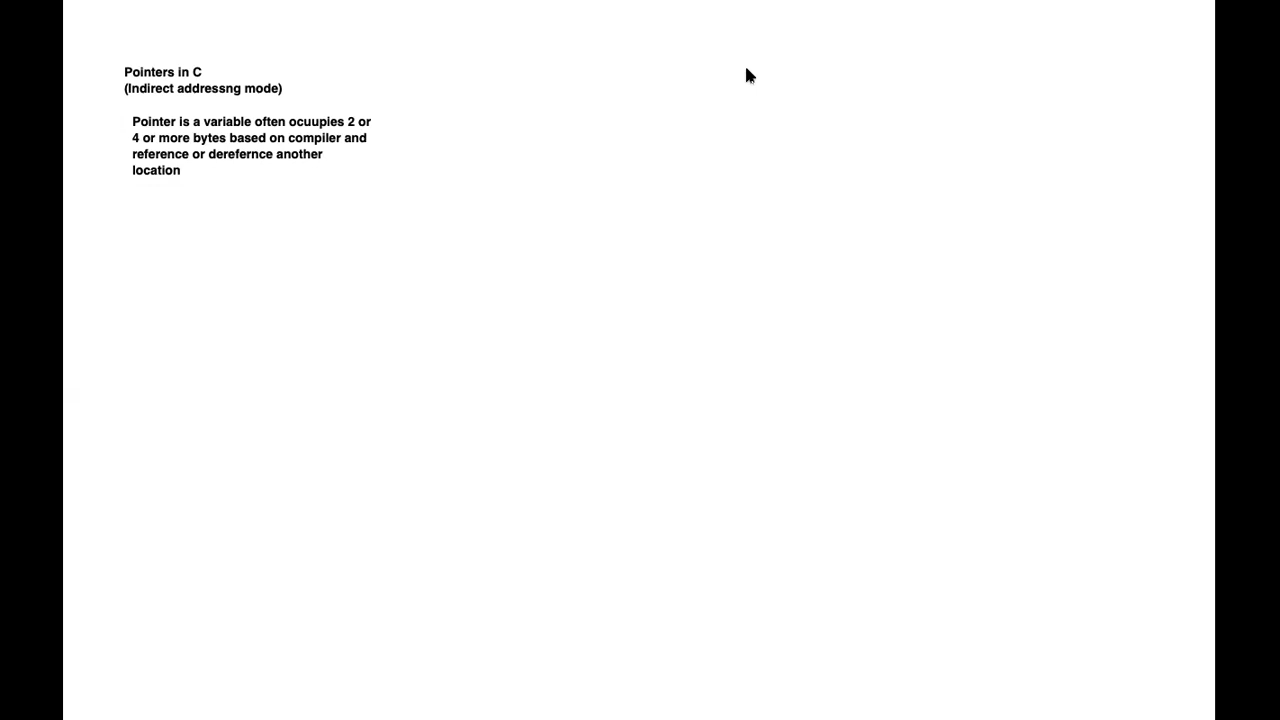 Pointers in C
(Indirect addressng mode)
Pointer is a variable often ocuupies 2 or
4 or more bytes based on compiler and
reference or derefernce another
location